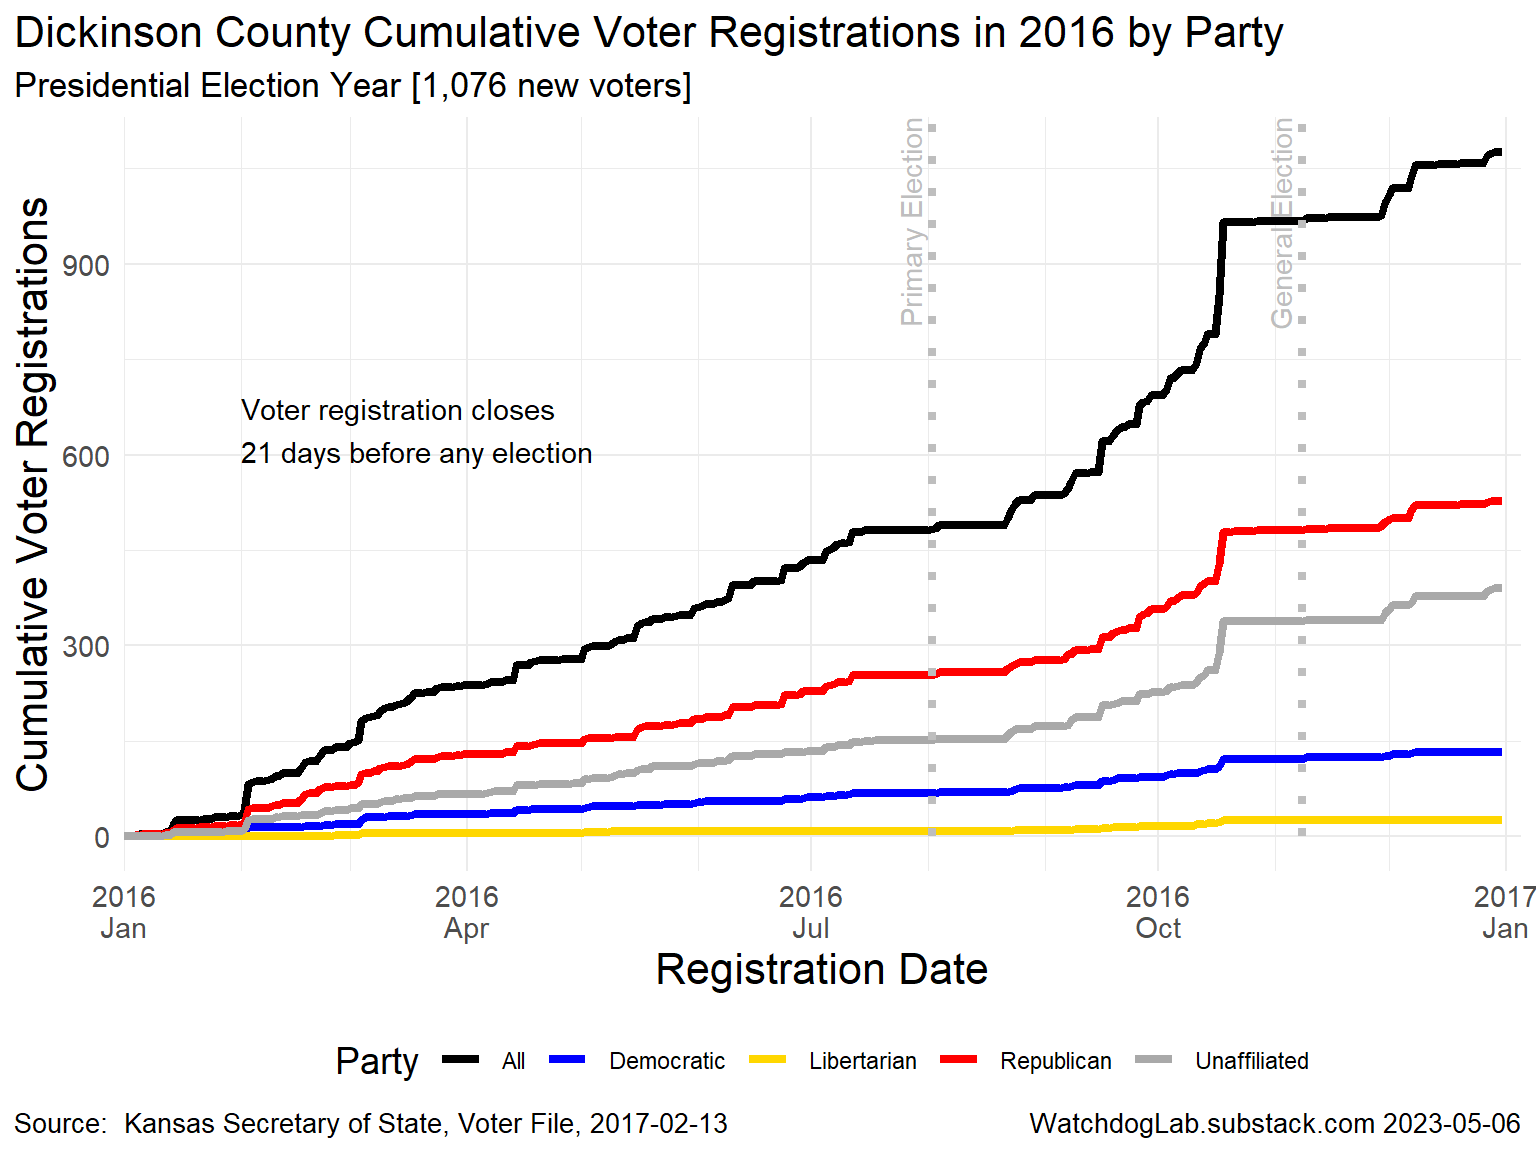 Dickinson County Cumulative Voter Registrations in 2016 by Party
Presidential Election Year [1,076 new voters]
Cumulative Voter Registrations
900
600
300
0
Primary Election
General Election
Voter registration closes
21 days before any election
2016 2016 2016 2016 2017
Jan Apr Jul Oct Jan
Registration Date
Party All Democratic Libertarian Republican Unaffiliated
Source:  Kansas Secretary of State, Voter File, 2017-02-13
WatchdogLab.substack.com 2023-05-06